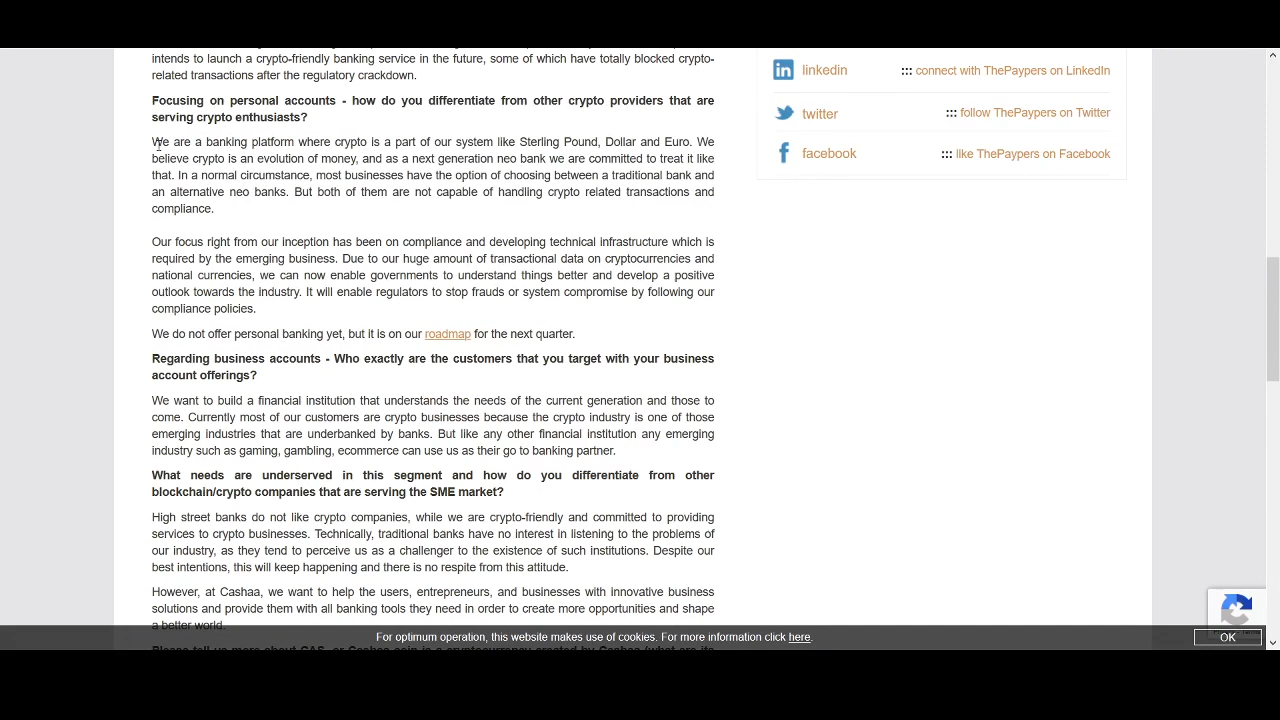 intends to launch a crypto-friendly banking service in the future, some of which have totally blocked crypto-
related transactions after the regulatory crackdown.
Focusing on personal accounts - how do you differentiate from other crypto providers that are
serving crypto enthusiasts?
We are a banking platform where crypto is a part of our system like Sterling Pound, Dollar and Euro. We
believe crypto is an evolution of money, and as a next generation neo bank we are committed to treat it like
that. In a normal circumstance, most businesses have the option of choosing between a traditional bank and
an alternative neo banks. But both of them are not capable of handling crypto related transactions and
compliance.
Our focus right from our inception has been on compliance and developing technical infrastructure which is
required by the emerging business. Due to our huge amount of transactional data on cryptocurrencies and
national currencies, we can now enable governments to understand things better and develop a positive
outlook towards the industry. It will enable regulators to stop frauds or system compromise by following our
compliance policies.
We do not offer personal banking yet, but it is on our roadmap for the next quarter.
Regarding business accounts - Who exactly are the customers that you target with your business
account offerings?
We want to build a financial institution that understands the needs of the current generation and those to
come. Currently most of our customers are crypto businesses because the crypto industry is one of those
emerging industries that are underbanked by banks. But like any other financial institution any emerging
industry such as gaming, gambling, ecommerce can use us as their go to banking partner.
What needs are underserved in this segment and how do you differentiate from other
blockchain/crypto companies that are serving the SME market?
High street banks do not like crypto companies, while we are crypto-friendly and committed to providing
services to crypto businesses. Technically, traditional banks have no interest in listening to the problems of
our industry, as they tend to perceive us as a challenger to the existence of such institutions. Despite our
best intentions, this will keep happening and there is no respite from this attitude.
However, at Cashaa, we want to help the users, entrepreneurs, and businesses with innovative business
solutions and provide them with all banking tools they need in order to create more opportunities and shape
a better world.
Please tell us more about CAS, or Cashaa coin is a cryptocurrency created by Cashaa (what are its
linkedin ::: connect with ThePaypers on LinkedIn
twitter ::: follow ThePaypers on Twitter
facebook ::: like ThePaypers on Facebook
For optimum operation, this website makes use of cookies. For more information click here.
OK